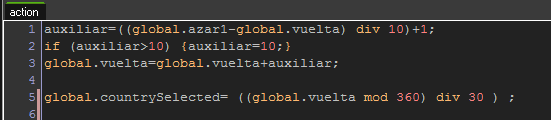 action
1 auxiliar=((global.azar1-global.vuelta) div 10)+1;
2 if (auxiliar>10) {auxiliar=10;}
3 global.vuelta=global.vuelta+auxiliar;
4
5 global.countrySelected= ((global.vuelta mod 360) div 30 ) ;
6